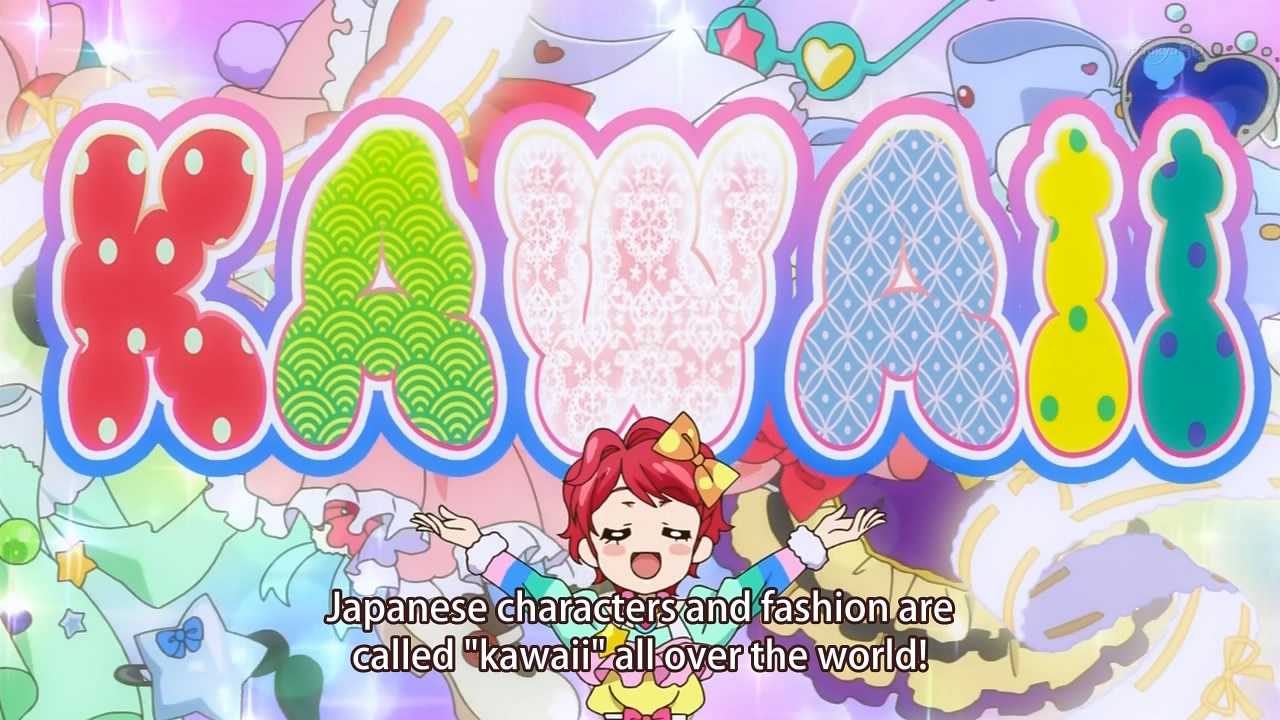 KAWAII
Japanese characters and fashion are
called "kawaii" all over the world!